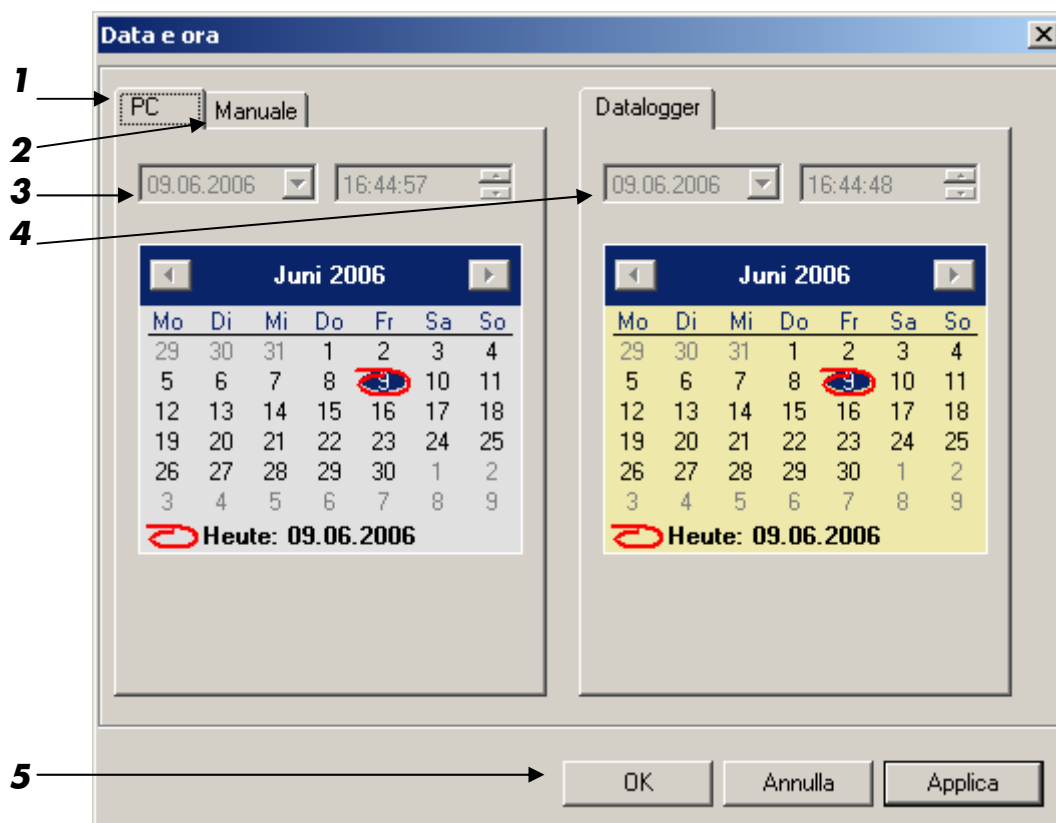 Data e ora
1
PC Manuale
Datalogger
2
3
09.06.2006 16:44:57
09.06.2006 16:44:48
4
Juni 2006
Mo Di Mi Do Fr Sa So
29 30 31 1 2 3 4
5 6 7 8 9 10 11
12 13 14 15 16 17 18
19 20 21 22 23 24 25
26 27 28 29 30 1 2
3 4 5 6 7 8 9
Heute: 09.06.2006
Juni 2006
Mo Di Mi Do Fr Sa So
29 30 31 1 2 3 4
5 6 7 8 9 10 11
12 13 14 15 16 17 18
19 20 21 22 23 24 25
26 27 28 29 30 1 2
3 4 5 6 7 8 9
Heute: 09.06.2006
5
OK Annulla Applica